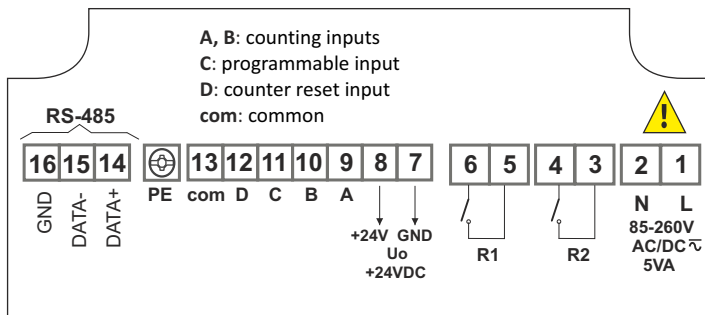 A, B: counting inputs
C: programmable input
D: counter reset input
com: common
RS-485
16 15 14 13 12 11 10 9 8 7 6 5 4 3 2 1
PE com D C B A
GND
DATA-
DATA+
+24V GND
Uo
+24VDC
R1
R2
N L
85-260V
AC/DC
5VA
!